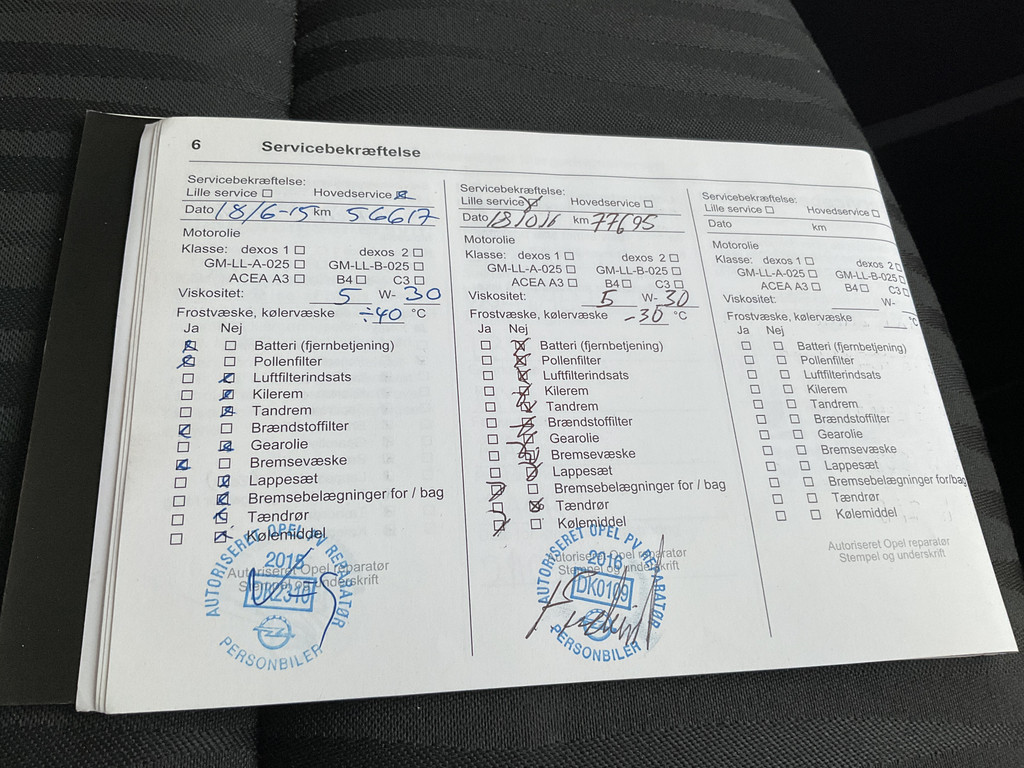 6 Servicebekræftelse
Servicebekræftelse:
Lille service ☐ Hovedservice ☒
Dato 18/6-15 km 56617
Motorolie
Klasse: dexos 1 ☐ dexos 2 ☐
GM-LL-A-025 ☐ GM-LL-B-025 ☐
ACEA A3 ☐ B4 ☐ C3 ☐
Viskositet: 5 W- 30
Frostvæske, kølervæske ÷40 °C
Ja Nej
☒ ☐ Batteri (fjernbetjening)
☒ ☐ Pollenfilter
☐ ☒ Luftfilterindsats
☐ ☒ Kilerem
☐ ☒ Tandrem
☒ ☐ Brændstoffilter
☐ ☒ Gearolie
☒ ☐ Bremsevæske
☐ ☒ Lappesæt
☐ ☒ Bremsebelægninger for / bag
☐ ☒ Tændrør
☐ ☒ Kølemiddel
Autoriseret Opel reparatør
Stempel og underskrift
AUTORISERET OPEL PV REPARATØR
2015
PERSONBILER
Servicebekræftelse:
Lille service ☒ Hovedservice ☐
Dato km 77695
Motorolie
Klasse: dexos 1 ☐ dexos 2 ☐
GM-LL-A-025 ☐ GM-LL-B-025 ☐
ACEA A3 ☐ B4 ☐ C3 ☐
Viskositet: 5 W- 30
Frostvæske, kølervæske -30 °C
Ja Nej
☐ ☒ Batteri (fjernbetjening)
☐ ☒ Pollenfilter
☐ ☒ Luftfilterindsats
☐ ☒ Kilerem
☐ ☒ Tandrem
☐ ☒ Brændstoffilter
☐ ☒ Gearolie
☐ ☒ Bremsevæske
☐ ☒ Lappesæt
☒ ☐ Bremsebelægninger for / bag
☐ ☒ Tændrør
☒ ☐ Kølemiddel
Autoriseret Opel reparatør
Stempel og underskrift
AUTORISERET OPEL PV REPARATØR
2016
DK0109
PERSONBILER
Servicebekræftelse:
Lille service ☐ Hovedservice ☐
Dato km
Motorolie
Klasse: dexos 1 ☐ dexos 2 ☐
GM-LL-A-025 ☐ GM-LL-B-025 ☐
ACEA A3 ☐ B4 ☐ C3 ☐
Viskositet: W-
Frostvæske, kølervæske °C
Ja Nej
☐ ☐ Batteri (fjernbetjening)
☐ ☐ Pollenfilter
☐ ☐ Luftfilterindsats
☐ ☐ Kilerem
☐ ☐ Tandrem
☐ ☐ Brændstoffilter
☐ ☐ Gearolie
☐ ☐ Bremsevæske
☐ ☐ Lappesæt
☐ ☐ Bremsebelægninger for/bag
☐ ☐ Tændrør
☐ ☐ Kølemiddel
Autoriseret Opel reparatør
Stempel og underskrift